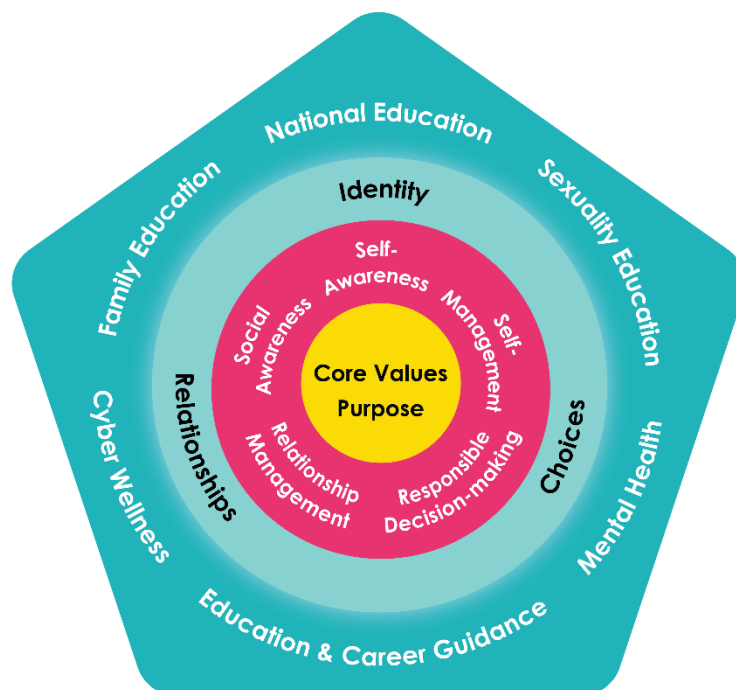 National Education
Family Education
Sexuality Education
Cyber Wellness
Mental Health
Education & Career Guidance
Identity
Relationships
Choices
Self-
Awareness
Social
Awareness
Self-
Management
Relationship
Management
Responsible
Decision-making
Core Values
Purpose